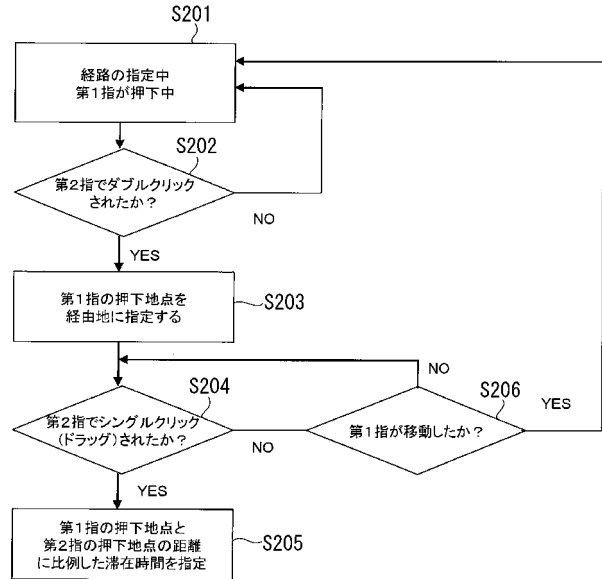 S201
経路の指定中
第1指が押下中
S202
第2指でダブルクリック
されたか？
NO
YES
第1指の押下地点を
経由地に指定する
S203
NO
S204
第2指でシングルクリック
(ドラッグ)されたか？
NO
S206
第1指が移動したか？
YES
YES
第1指の押下地点と
第2指の押下地点の距離
に比例した滞在時間を指定
S205